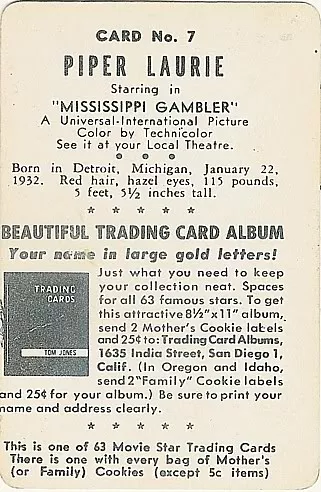 CARD No. 7
PIPER LAURIE
Starring in
"MISSISSIPPI GAMBLER"
A Universal-International Picture
Color by Technicolor
See it at your Local Theatre.
Born in Detroit, Michigan, January 22,
1932. Red hair, hazel eyes, 115 pounds,
5 feet, 5½ inches tall.
* * * * *
BEAUTIFUL TRADING CARD ALBUM
Your name in large gold letters!
TRADING
CARDS
TOM JONES
Just what you need to keep
your collection neat. Spaces
for all 63 famous stars. To get
this attractive 8½"x11" album,
send 2 Mother's Cookie labels
and 25¢ to: Trading Card Albums,
1635 India Street, San Diego 1,
Calif. (In Oregon and Idaho,
send 2 "Family" Cookie labels
and 25¢ for your album.) Be sure to print your
name and address clearly.
* * * * *
This is one of 63 Movie Star Trading Cards
There is one with every bag of Mother's
(or Family) Cookies (except 5c items)